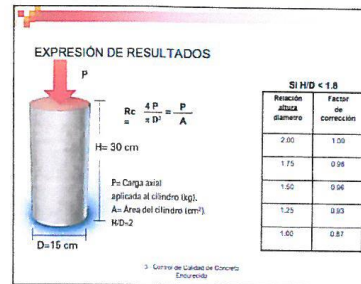 EXPRESIÓN DE RESULTADOS
P
Rc = 4 P / π D² = P / A
H= 30 cm
P= Carga axial
aplicada al cilindro (kg).
A= Área del cilindro (cm²).
H/D=2
D=15 cm
Si H/D < 1.8
Relación altura diametro | Factor de corrección
2.00 | 1.00
1.75 | 0.98
1.50 | 0.96
1.25 | 0.93
1.00 | 0.87
Control de Calidad de Concreto
Endurecido